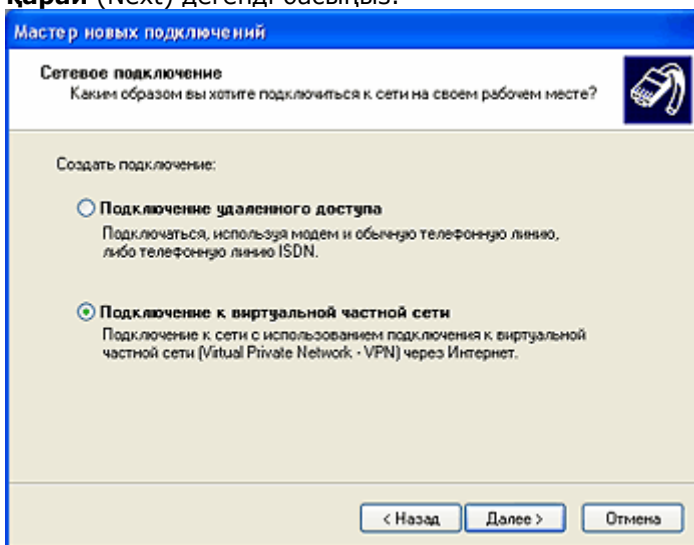 қарай (Next) дегенді басыңыз.
Мастер новых подключений
Сетевое подключение
Каким образом вы хотите подключиться к сети на своем рабочем месте?
Создать подключение:
Подключение удаленного доступа
Подключаться, используя модем и обычную телефонную линию,
либо телефонную линию ISDN.
Подключение к виртуальной частной сети
Подключение к сети с использованием подключения к виртуальной
частной сети (Virtual Private Network - VPN) через Интернет.
< Назад
Далее >
Отмена